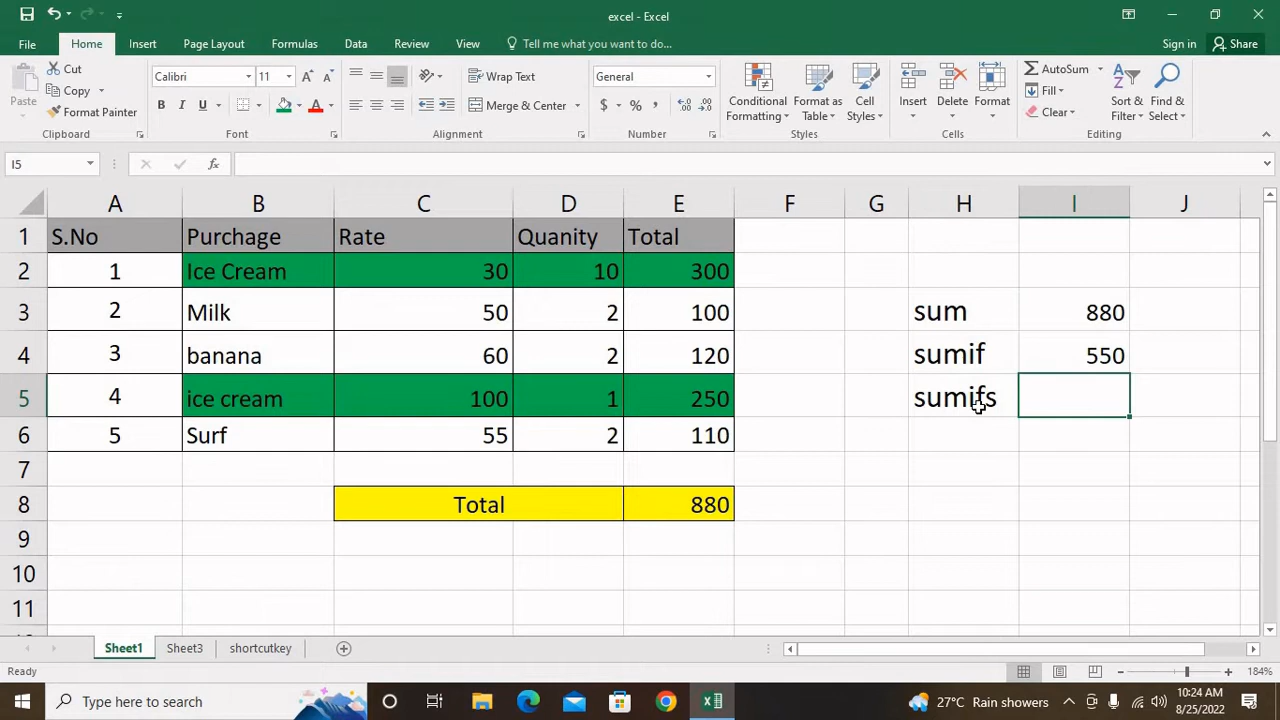 excel - Excel
File Home Insert Page Layout Formulas Data Review View Tell me what you want to do... Sign in Share
Paste Cut Copy Format Painter
Calibri 11 A A B I U A
Wrap Text Merge & Center
General $ % ,
Conditional Formatting Format as Table Cell Styles
Insert Delete Format
AutoSum Fill Clear Sort & Filter Find & Select
Clipboard Font Alignment Number Styles Cells Editing
I5 fx
A B C D E F G H I J
1 S.No Purchage Rate Quanity Total
2 1 Ice Cream 30 10 300
3 2 Milk 50 2 100 sum 880
4 3 banana 60 2 120 sumif 550
5 4 ice cream 100 1 250 sumifs
6 5 Surf 55 2 110
7
8 Total 880
9
10
11
Sheet1 Sheet3 shortcutkey
Ready 184%
Type here to search 27°C Rain showers 10:24 AM
8/25/2022